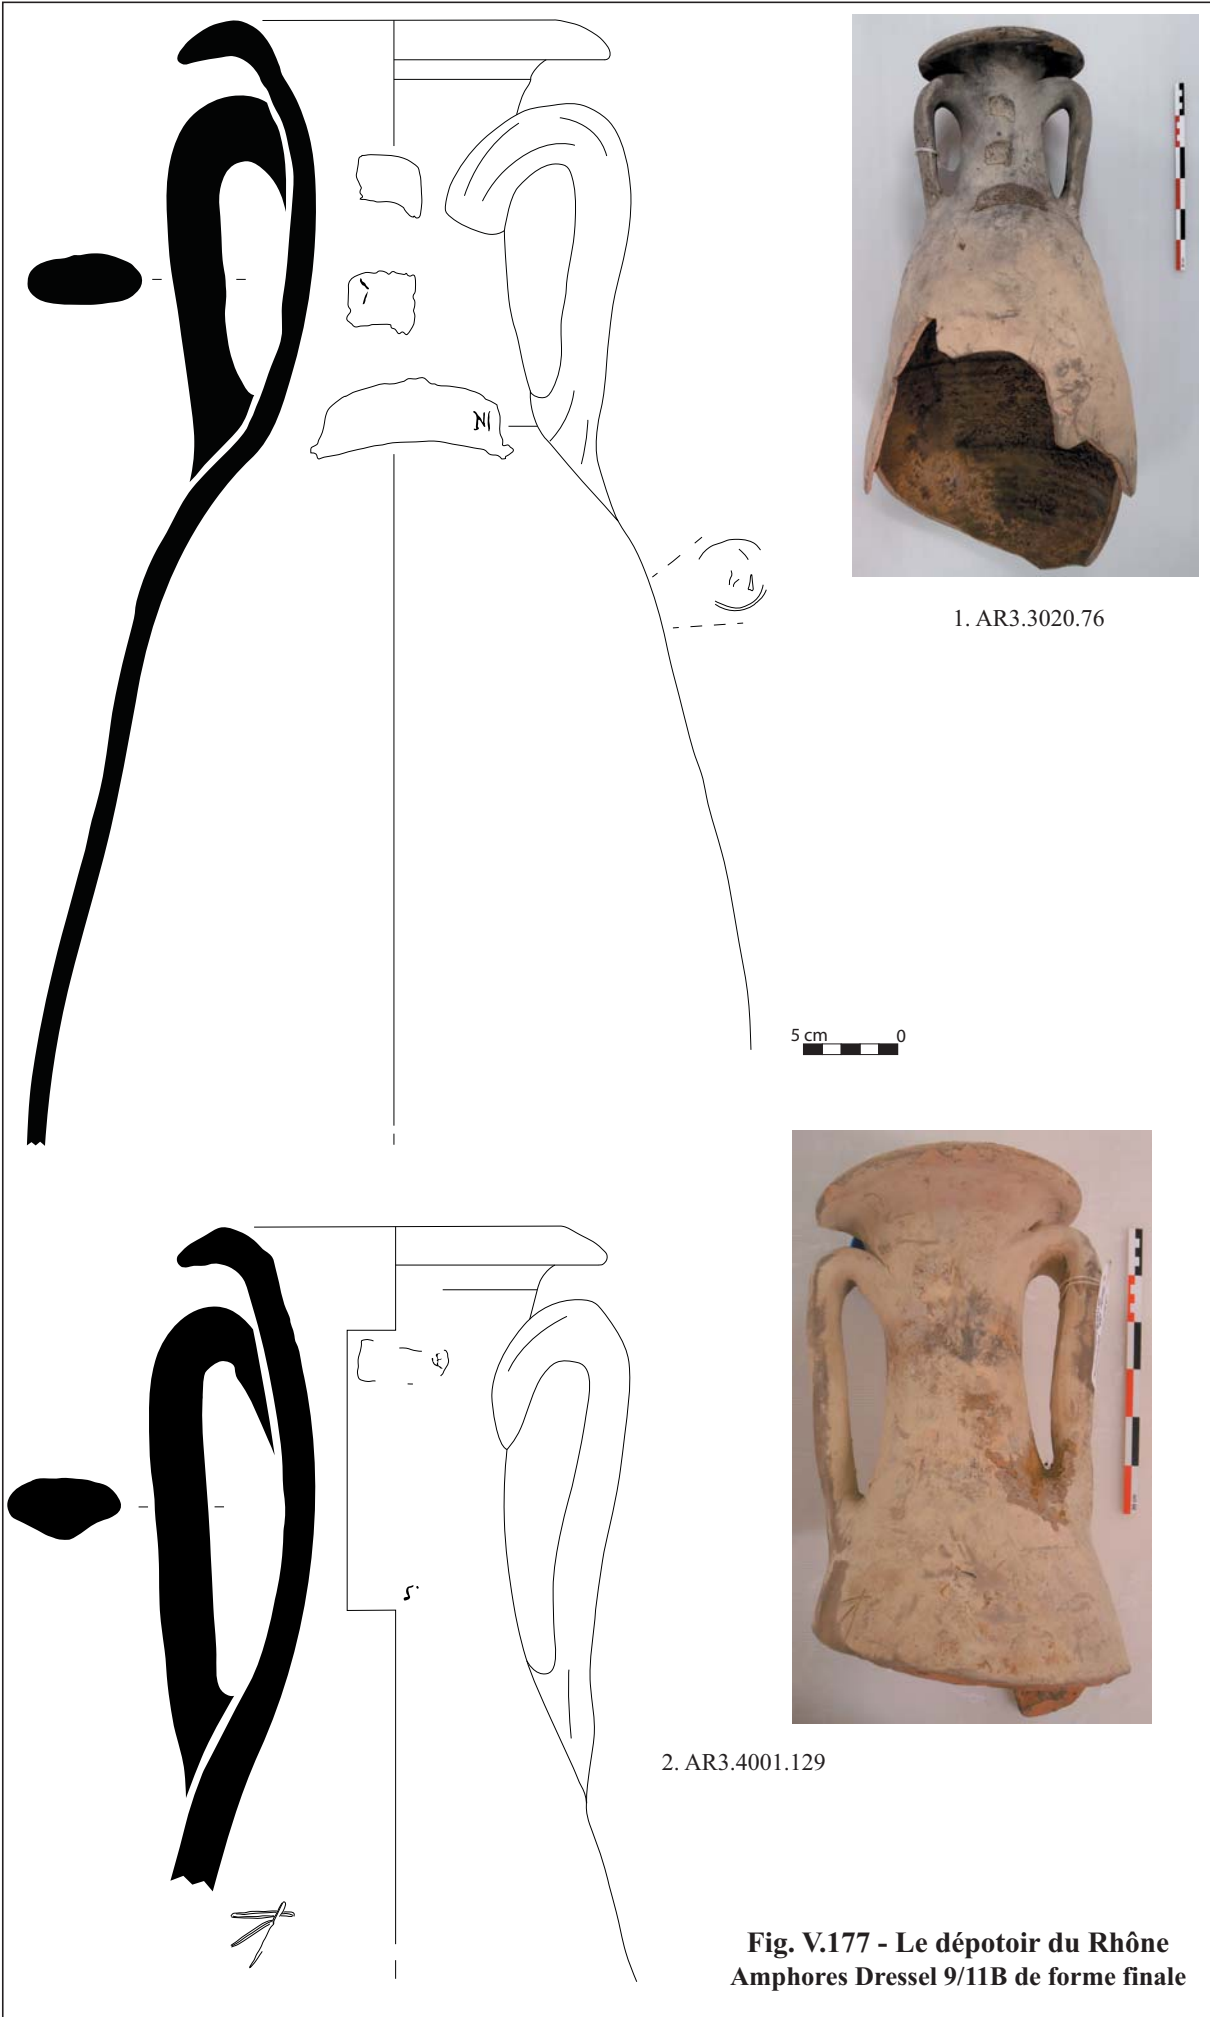 1. AR3.3020.76
5 cm 0
2. AR3.4001.129
Fig. V.177 - Le dépotoir du Rhône
Amphores Dressel 9/11B de forme finale